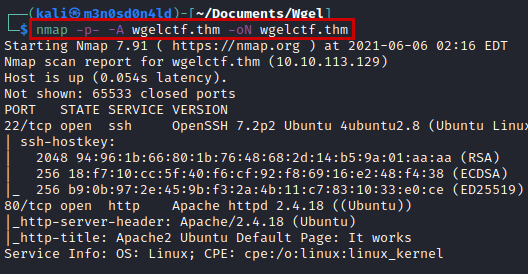 (kali㉿m3n0sd0n4ld)-[~/Documents/Wgel]
$ nmap -p- -A wgelctf.thm -oN wgelctf.thm
Starting Nmap 7.91 ( https://nmap.org ) at 2021-06-06 02:16 EDT
Nmap scan report for wgelctf.thm (10.10.113.129)
Host is up (0.054s latency).
Not shown: 65533 closed ports
PORT   STATE SERVICE VERSION
22/tcp open  ssh     OpenSSH 7.2p2 Ubuntu 4ubuntu2.8 (Ubuntu Linu
| ssh-hostkey:
|   2048 94:96:1b:66:80:1b:76:48:68:2d:14:b5:9a:01:aa:aa (RSA)
|   256 18:f7:10:cc:5f:40:f6:cf:92:f8:69:16:e2:48:f4:38 (ECDSA)
|_  256 b9:0b:97:2e:45:9b:f3:2a:4b:11:c7:83:10:33:e0:ce (ED25519)
80/tcp open  http    Apache httpd 2.4.18 ((Ubuntu))
|_http-server-header: Apache/2.4.18 (Ubuntu)
|_http-title: Apache2 Ubuntu Default Page: It works
Service Info: OS: Linux; CPE: cpe:/o:linux:linux_kernel